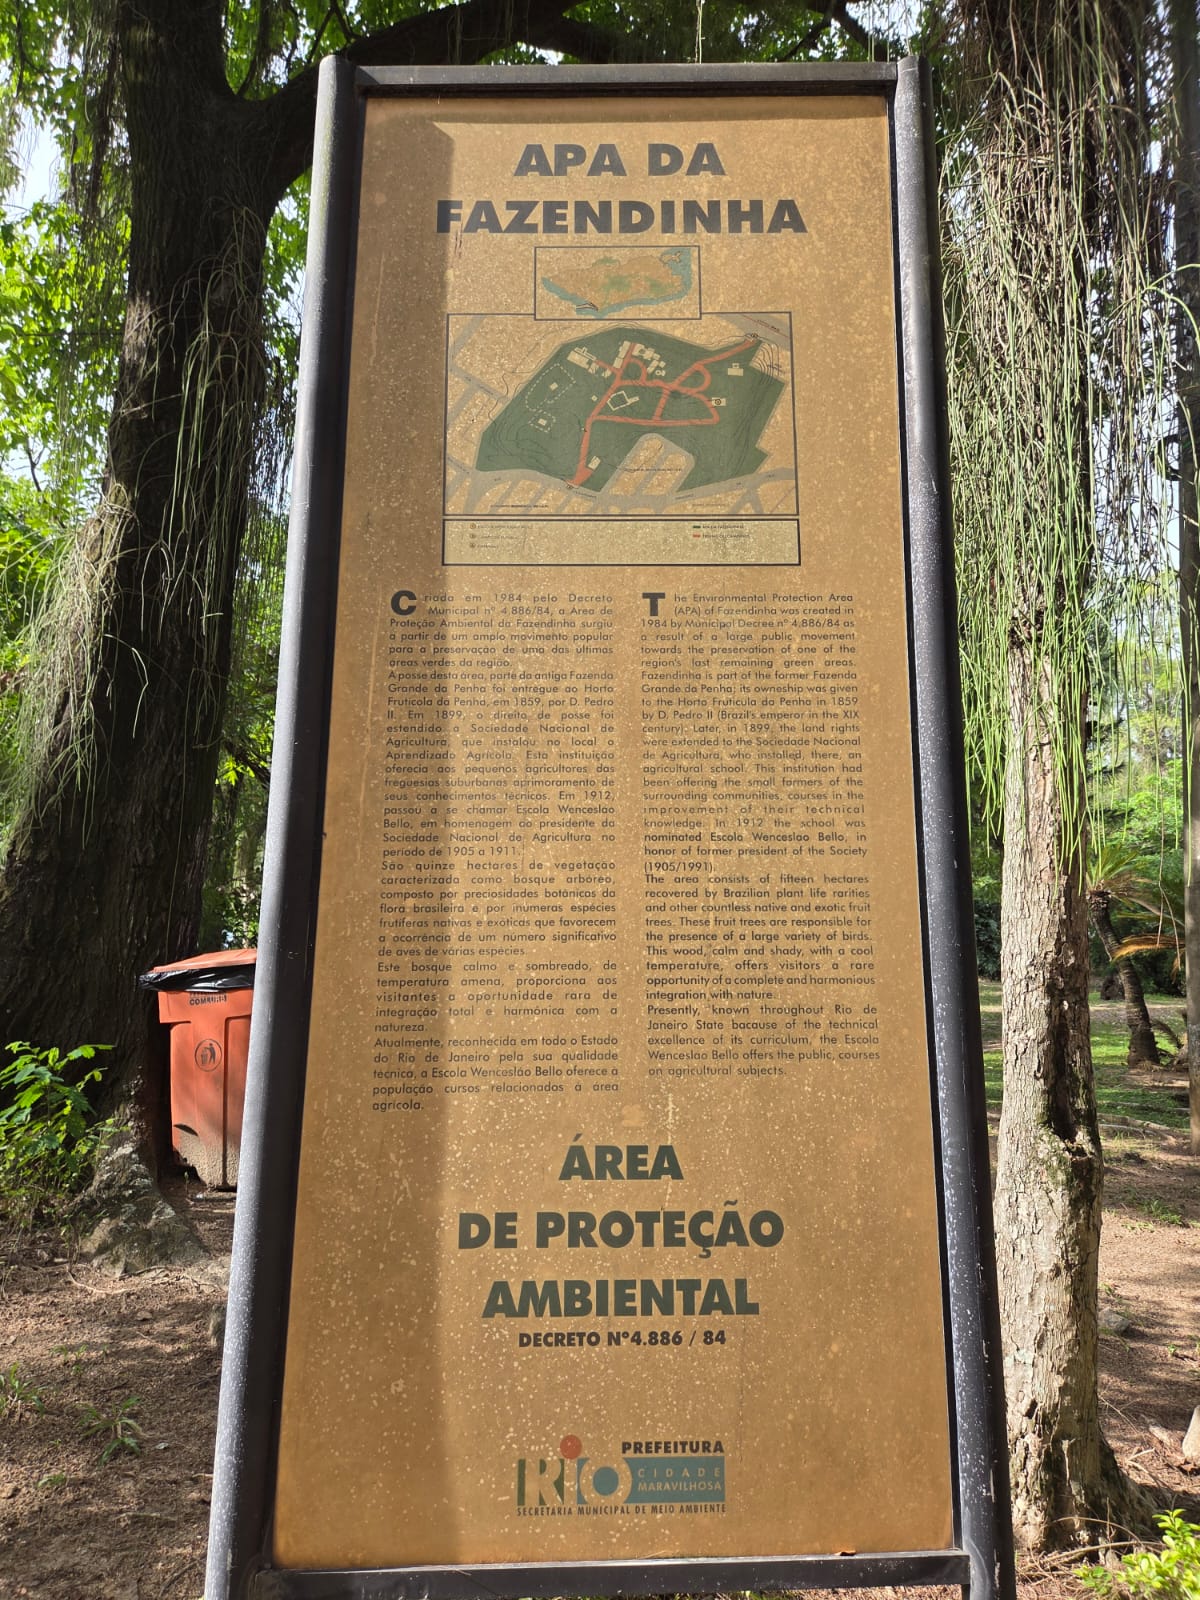 APA DA
FAZENDINHA
Criada em 1984 pelo Decreto
Municipal nº 4.886/84, a Área de
Proteção Ambiental da Fazendinha surgiu
a partir de um amplo movimento popular
para a preservação de uma das últimas
áreas verdes da região.
A posse desta área, parte da antiga Fazenda
Grande da Penha foi entregue ao Horto
Frutícola da Penha, em 1859, por D. Pedro
II. Em 1899, o direito de posse foi
estendido a Sociedade Nacional de
Agricultura, que instalou no local o
Aprendizado Agrícola. Esta instituição
oferecia aos pequenos agricultores das
freguesias suburbanas aprimoramento de
seus conhecimentos técnicos. Em 1912,
passou a se chamar Escola Wenceslão
Bello, em homenagem ao presidente da
Sociedade Nacional de Agricultura no
período de 1905 a 1911.
São quinze hectares de vegetação
caracterizada como bosque arbóreo,
composto por preciosidades botânicas da
flora brasileira e por inúmeras espécies
frutíferas nativas e exóticas que favorecem
a ocorrência de um número significativo
de aves de várias espécies.
Este bosque calmo e sombreado, de
temperatura amena, proporciona aos
visitantes a oportunidade rara de
integração total e harmônica com a
natureza.
Atualmente, reconhecida em todo o Estado
do Rio de Janeiro pela sua qualidade
técnica, a Escola Wenceslão Bello oferece à
população cursos relacionados à área
agrícola.
The Environmental Protection Area
(APA) of Fazendinha was created in
1984 by Municipal Decree nº 4.886/84 as
a result of a large public movement
towards the preservation of one of the
region's last remaining green areas.
Fazendinha is part of the former Fazenda
Grande da Penha; its owneship was given
to the Horto Fruticula da Penha in 1859
by D. Pedro II (Brazil's emperor in the XIX
century). Later, in 1899, the land rights
were extended to the Sociedade Nacional
de Agricultura, who installed, there, an
agricultural school. This institution had
been offering the small farmers of the
surrounding communities, courses in the
improvement of their technical
knowledge. In 1912 the school was
nominated Escola Wenceslao Bello, in
honor of former president of the Society
(1905/1991).
The area consists of fifteen hectares
recovered by Brazilian plant life rarities
and other countless native and exotic fruit
trees. These fruit trees are responsible for
the presence of a large variety of birds.
This wood, calm and shady, with a cool
temperature, offers visitors a rare
opportunity of a complete and harmonious
integration with nature.
Presently, known throughout Rio de
Janeiro State bacause of the technical
excellence of its curriculum, the Escola
Wenceslao Bello offers the public, courses
on agricultural subjects.
ÁREA
DE PROTEÇÃO
AMBIENTAL
DECRETO Nº4.886 / 84
PREFEITURA
RIO
CIDADE
MARAVILHOSA
SECRETARIA MUNICIPAL DE MEIO AMBIENTE
COMLURB